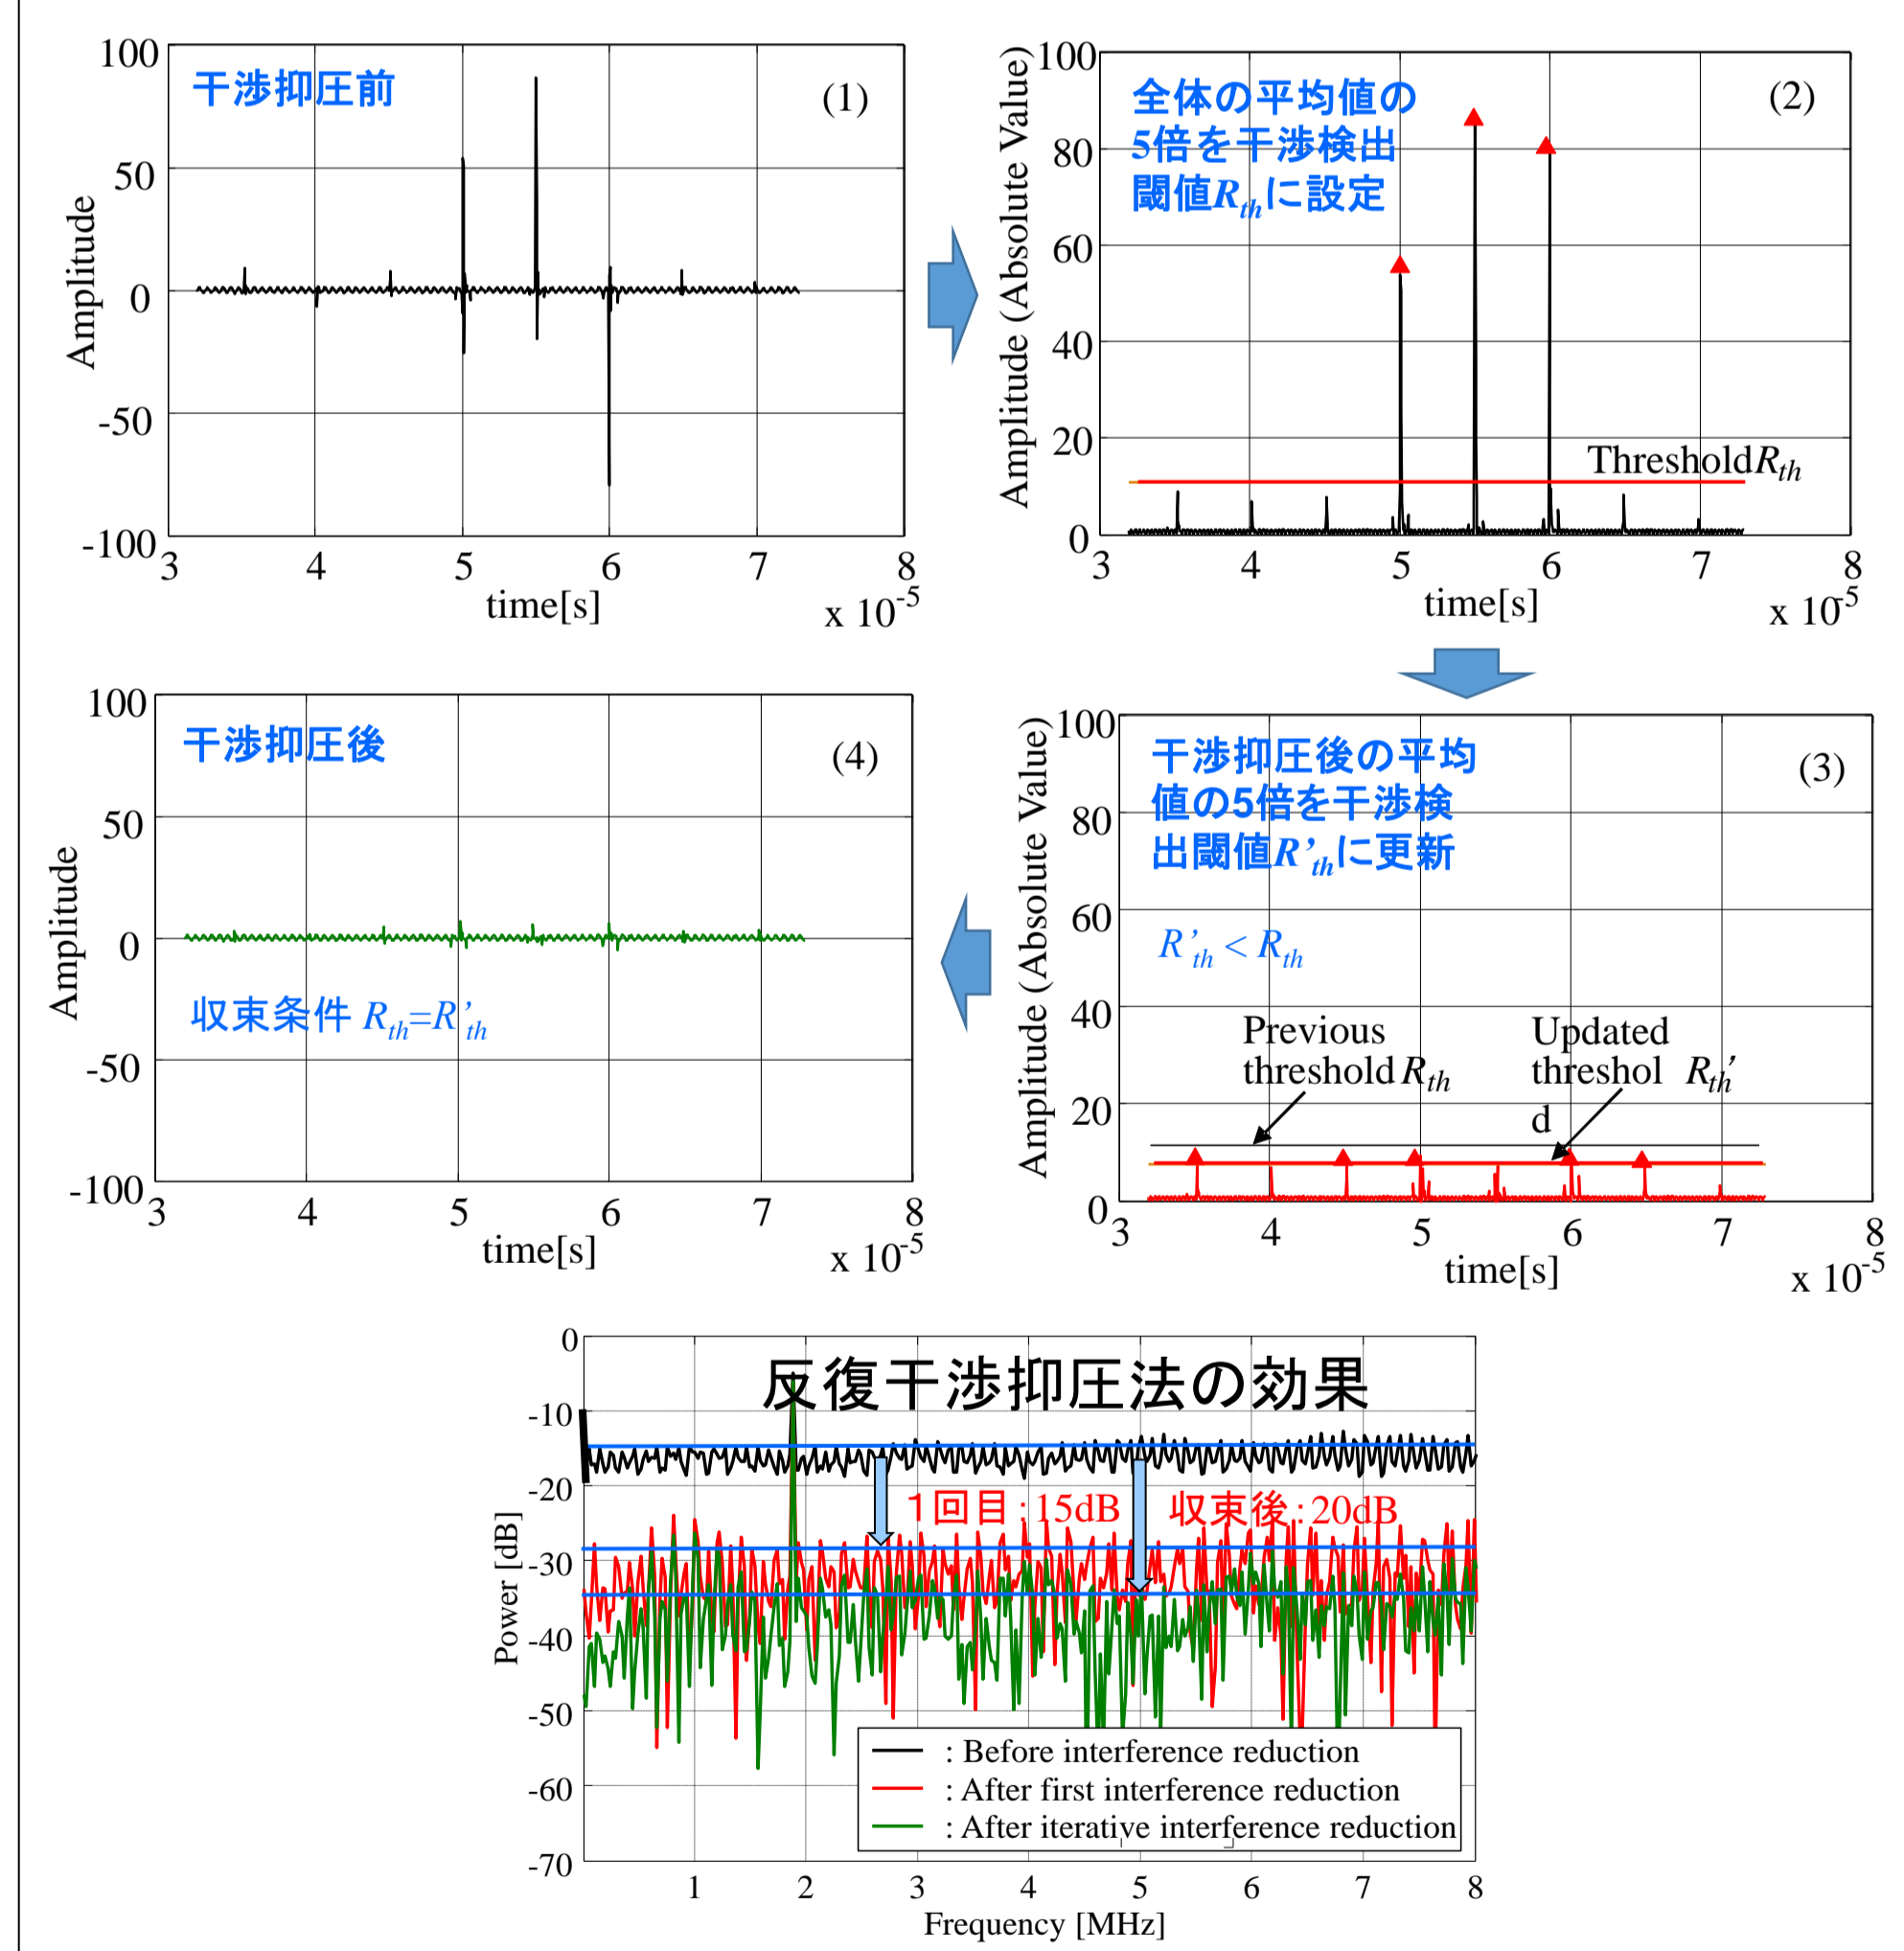 干渉抑圧前
(1)
100
50
0
-50
-100
Amplitude
3 4 5 6 7 8
time[s]
x 10-5
全体の平均値の
5倍を干渉検出
閾値Rthに設定
(2)
100
80
60
40
20
0
Amplitude (Absolute Value)
Threshold Rth
3 4 5 6 7 8
time[s]
x 10-5
干渉抑圧後
(4)
100
50
0
-50
-100
Amplitude
収束条件 Rth=R’th
3 4 5 6 7 8
time[s]
x 10-5
干渉抑圧後の平均
値の5倍を干渉検
出閾値R’thに更新
(3)
R’th < Rth
100
80
60
40
20
0
Amplitude (Absolute Value)
Previous
threshold Rth
Updated
threshol Rth’
d
3 4 5 6 7 8
time[s]
x 10-5
反復干渉抑圧法の効果
0
-10
-20
-30
-40
-50
-60
-70
Power [dB]
1回目:15dB
収束後:20dB
: Before interference reduction
: After first interference reduction
: After iterative interference reduction
1 2 3 4 5 6 7 8
Frequency [MHz]